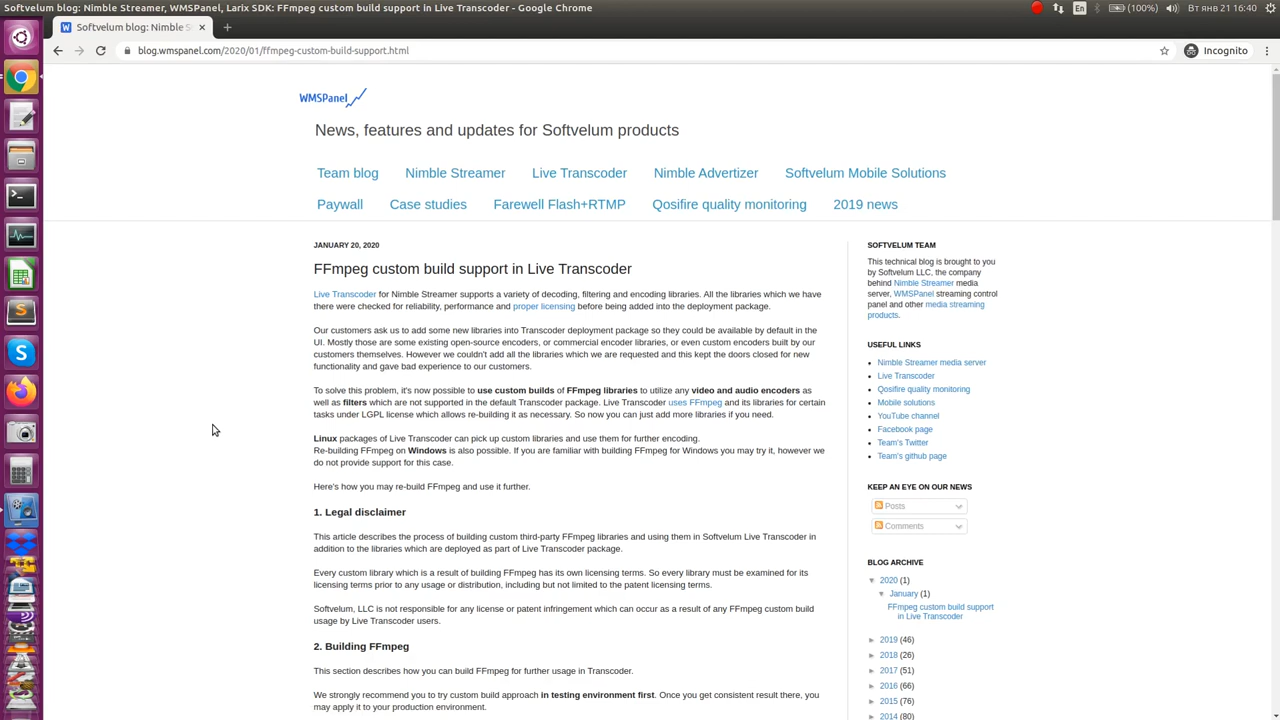 Softvelum blog: Nimble Streamer, WMSPanel, Larix SDK: FFmpeg custom build support in Live Transcoder - Google Chrome
En (100%) Вт янв 21 16:40
Softvelum blog: Nimble S
blog.wmspanel.com/2020/01/ffmpeg-custom-build-support.html
Incognito
WMSPanel
News, features and updates for Softvelum products
Team blog Nimble Streamer Live Transcoder Nimble Advertizer Softvelum Mobile Solutions
Paywall Case studies Farewell Flash+RTMP Qosifire quality monitoring 2019 news
JANUARY 20, 2020
FFmpeg custom build support in Live Transcoder
Live Transcoder for Nimble Streamer supports a variety of decoding, filtering and encoding libraries. All the libraries which we have
there were checked for reliability, performance and proper licensing before being added into the deployment package.
Our customers ask us to add some new libraries into Transcoder deployment package so they could be available by default in the
UI. Mostly those are some existing open-source encoders, or commercial encoder libraries, or even custom encoders built by our
customers themselves. However we couldn't add all the libraries which we are requested and this kept the doors closed for new
functionality and gave bad experience to our customers.
To solve this problem, it's now possible to use custom builds of FFmpeg libraries to utilize any video and audio encoders as
well as filters which are not supported in the default Transcoder package. Live Transcoder uses FFmpeg and its libraries for certain
tasks under LGPL license which allows re-building it as necessary. So now you can just add more libraries if you need.
Linux packages of Live Transcoder can pick up custom libraries and use them for further encoding.
Re-building FFmpeg on Windows is also possible. If you are familiar with building FFmpeg for Windows you may try it, however we
do not provide support for this case.
Here's how you may re-build FFmpeg and use it further.
1. Legal disclaimer
This article describes the process of building custom third-party FFmpeg libraries and using them in Softvelum Live Transcoder in
addition to the libraries which are deployed as part of Live Transcoder package.
Every custom library which is a result of building FFmpeg has its own licensing terms. So every library must be examined for its
licensing terms prior to any usage or distribution, including but not limited to the patent licensing terms.
Softvelum, LLC is not responsible for any license or patent infringement which can occur as a result of any FFmpeg custom build
usage by Live Transcoder users.
2. Building FFmpeg
This section describes how you can build FFmpeg for further usage in Transcoder.
We strongly recommend you to try custom build approach in testing environment first. Once you get consistent result there, you
may apply it to your production environment.
SOFTVELUM TEAM
This technical blog is brought to you
by Softvelum LLC, the company
behind Nimble Streamer media
server, WMSPanel streaming control
panel and other media streaming
products.
USEFUL LINKS
Nimble Streamer media server
Live Transcoder
Qosifire quality monitoring
Mobile solutions
YouTube channel
Facebook page
Team's Twitter
Team's github page
KEEP AN EYE ON OUR NEWS
Posts
Comments
BLOG ARCHIVE
▼ 2020 (1)
▼ January (1)
FFmpeg custom build support
in Live Transcoder
► 2019 (46)
► 2018 (26)
► 2017 (51)
► 2016 (66)
► 2015 (76)
► 2014 (80)